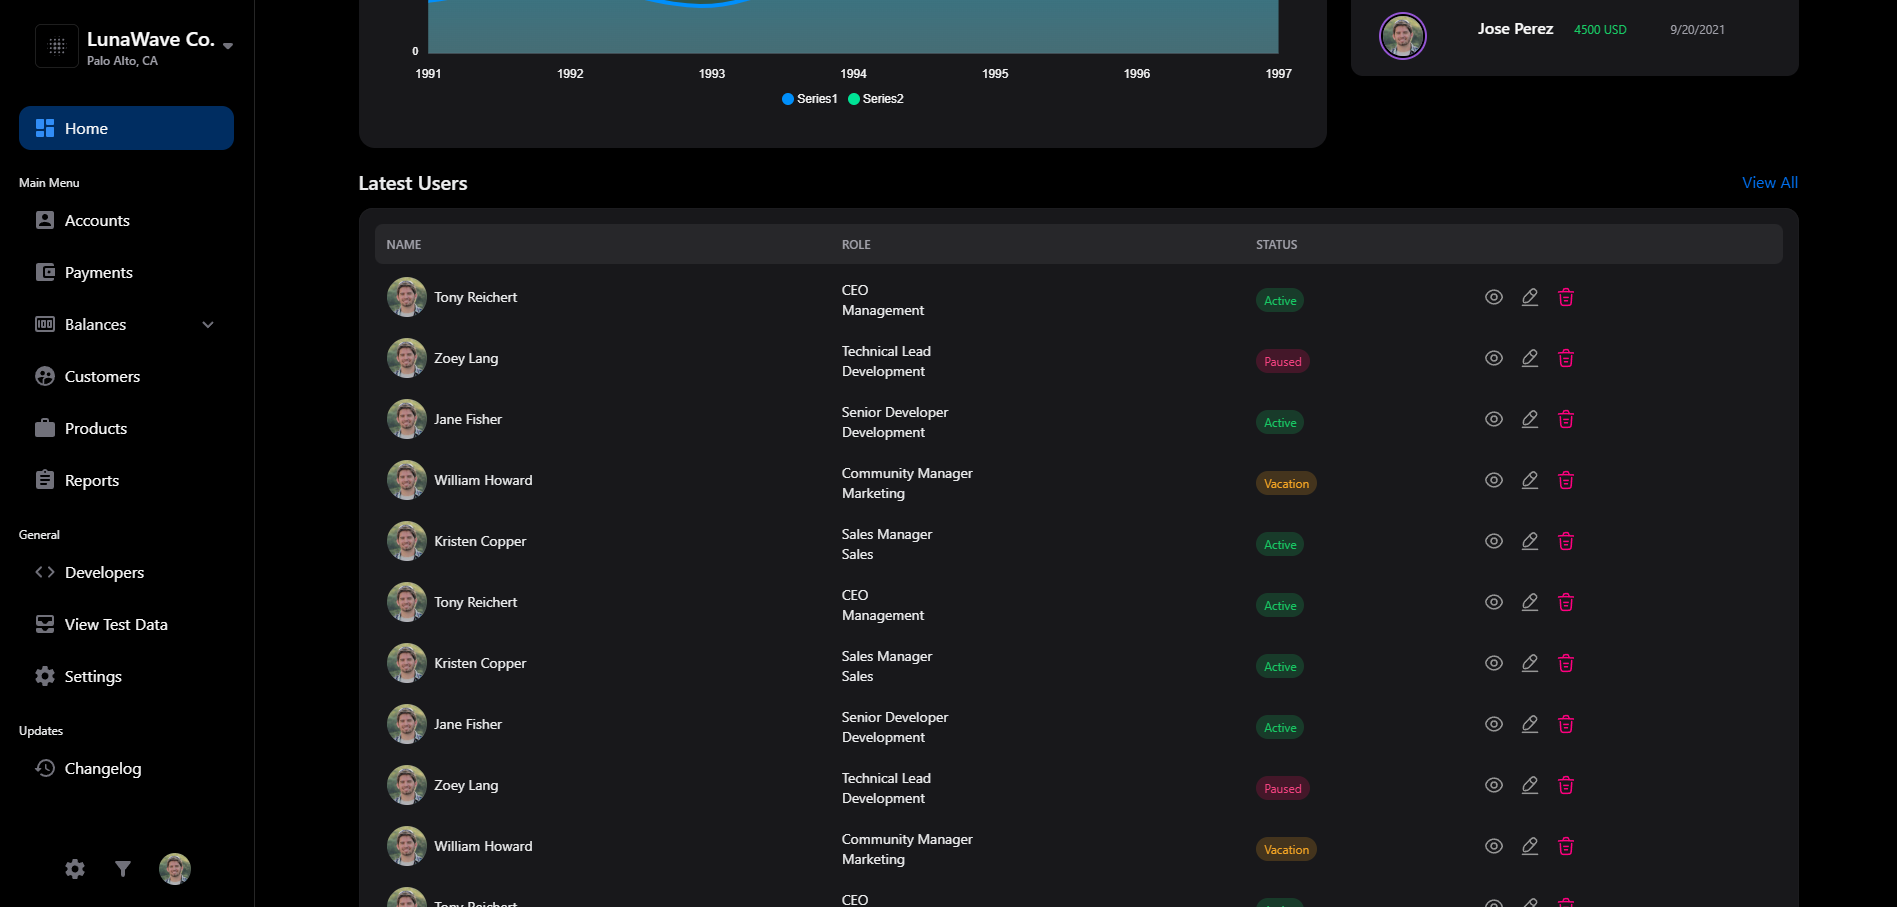 LunaWave Co.
Palo Alto, CA
Home
Main Menu
Accounts
Payments
Balances
Customers
Products
Reports
General
Developers
View Test Data
Settings
Updates
Changelog
0
1991 1992 1993 1994 1995 1996 1997
Series1 Series2
Jose Perez 4500 USD 9/20/2021
Latest Users View All
NAME ROLE STATUS
Tony Reichert CEO Active
Management
Zoey Lang Technical Lead Paused
Development
Jane Fisher Senior Developer Active
Development
William Howard Community Manager Vacation
Marketing
Kristen Copper Sales Manager Active
Sales
Tony Reichert CEO Active
Management
Kristen Copper Sales Manager Active
Sales
Jane Fisher Senior Developer Active
Development
Zoey Lang Technical Lead Paused
Development
William Howard Community Manager Vacation
Marketing
Tony Reichert CEO